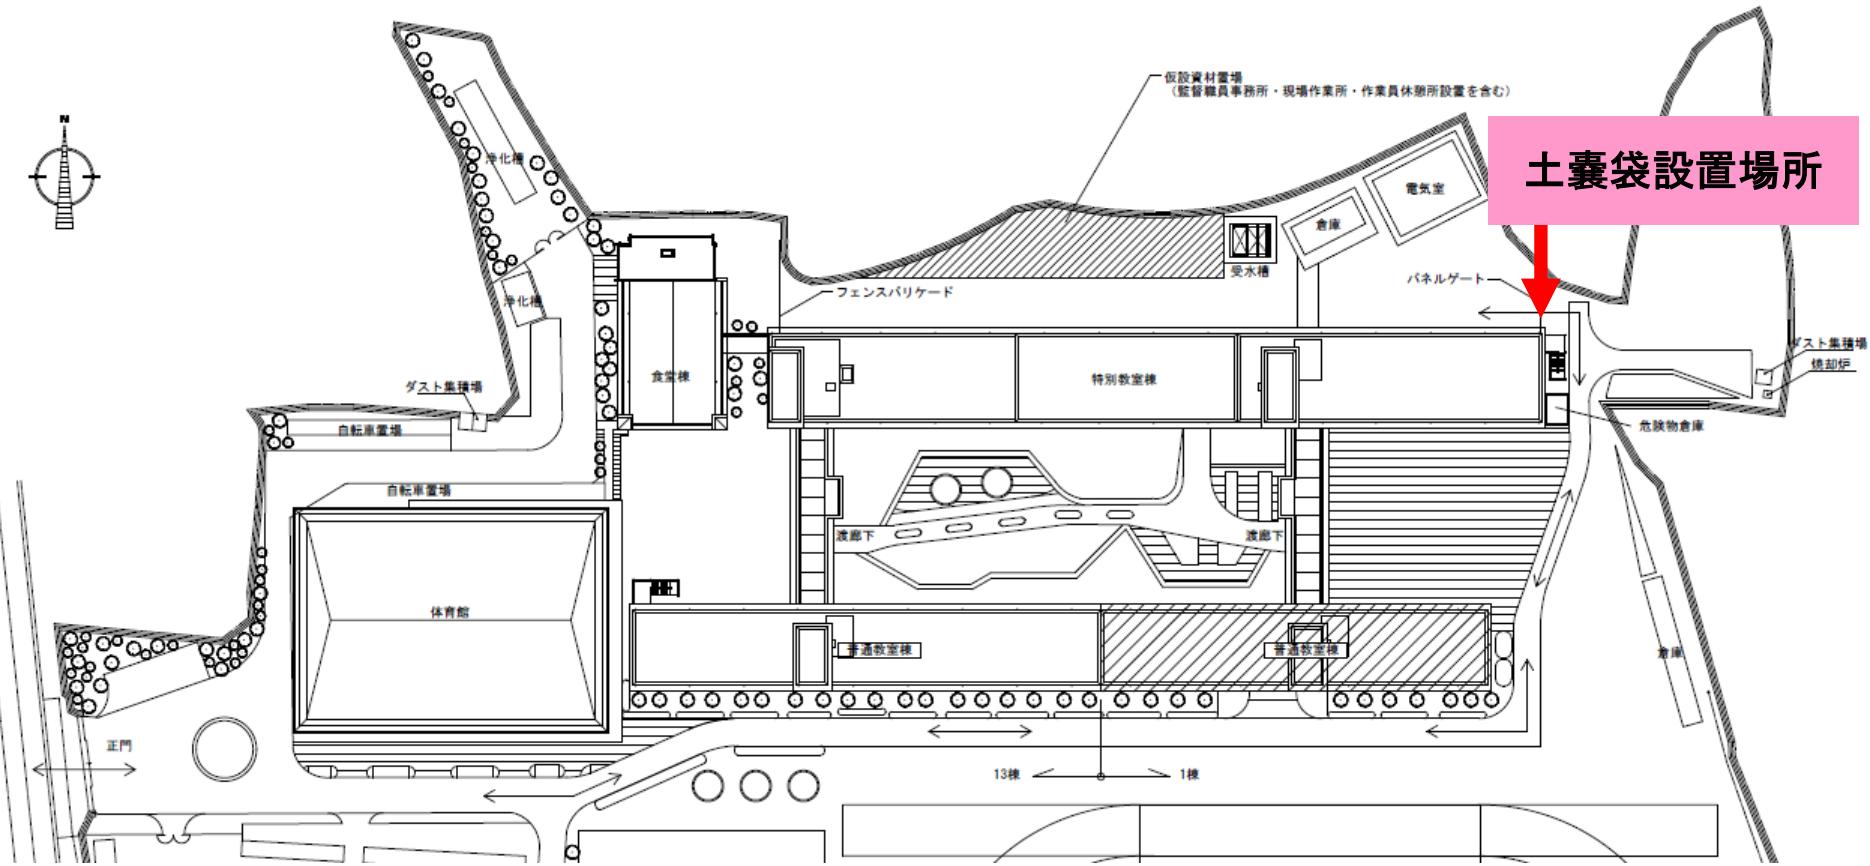 N
仮設資材置場
（監督職員事務所・現場作業所・作業員休憩所設置を含む）
土嚢袋設置場所
浄化槽
電気室
倉庫
受水槽
パネルゲート
フェンスバリケード
浄化槽
ダスト集積場
焼却炉
食堂棟
特別教室棟
ダスト集積場
自転車置場
危険物倉庫
自転車置場
渡廊下
渡廊下
体育館
普通教室棟
普通教室棟
倉庫
正門
13棟
1棟